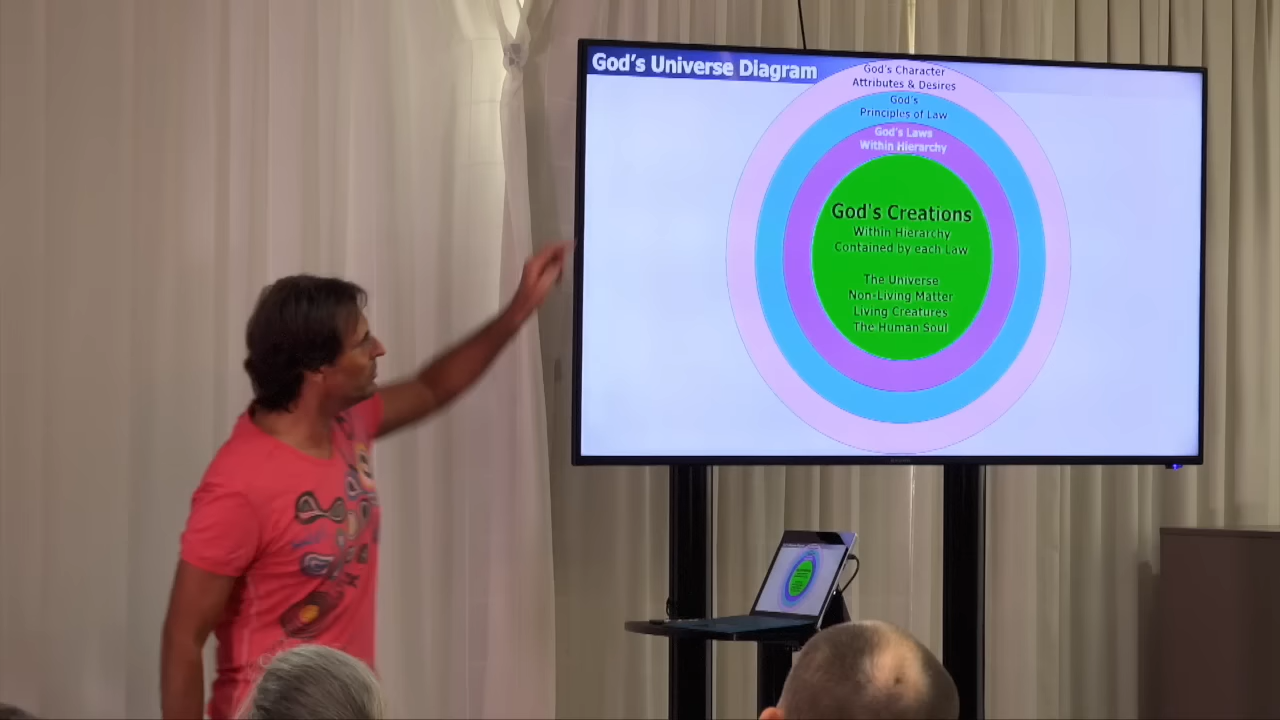 God's Universe Diagram
God's Character
Attributes & Desires
God's
Principles of Law
God's Laws
Within Hierarchy
God's Creations
Within Hierarchy
Contained by each Law
The Universe
Non-Living Matter
Living Creatures
The Human Soul